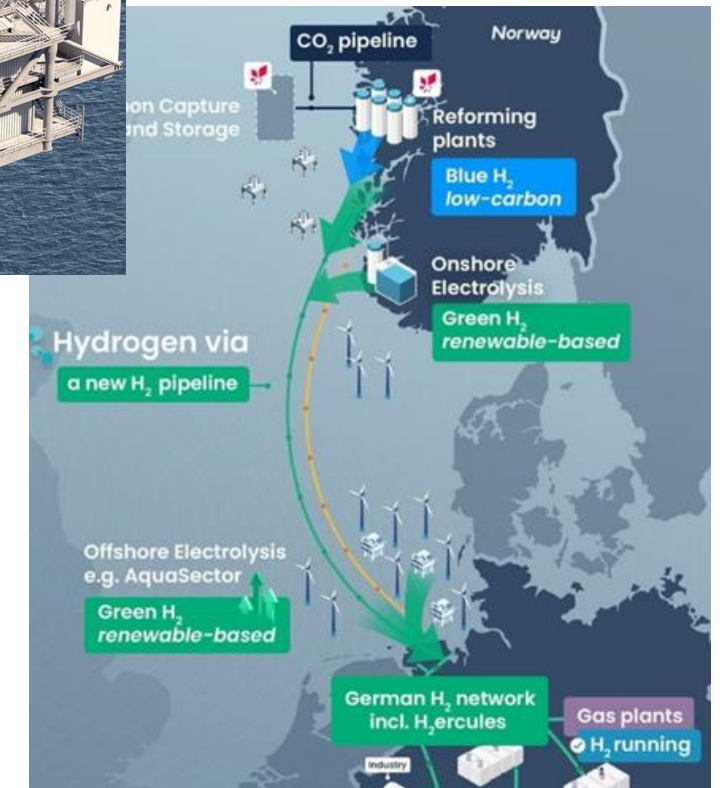 CO₂ pipeline
Norway
Capture
and Storage
Reforming
plants
Blue H₂
low-carbon
Onshore
Electrolysis
Green H₂
renewable-based
Hydrogen via
a new H₂ pipeline
Offshore Electrolysis
e.g. AquaSector
Green H₂
renewable-based
German H₂ network
incl. H₂ercules
Gas plants
H₂ running
Industry